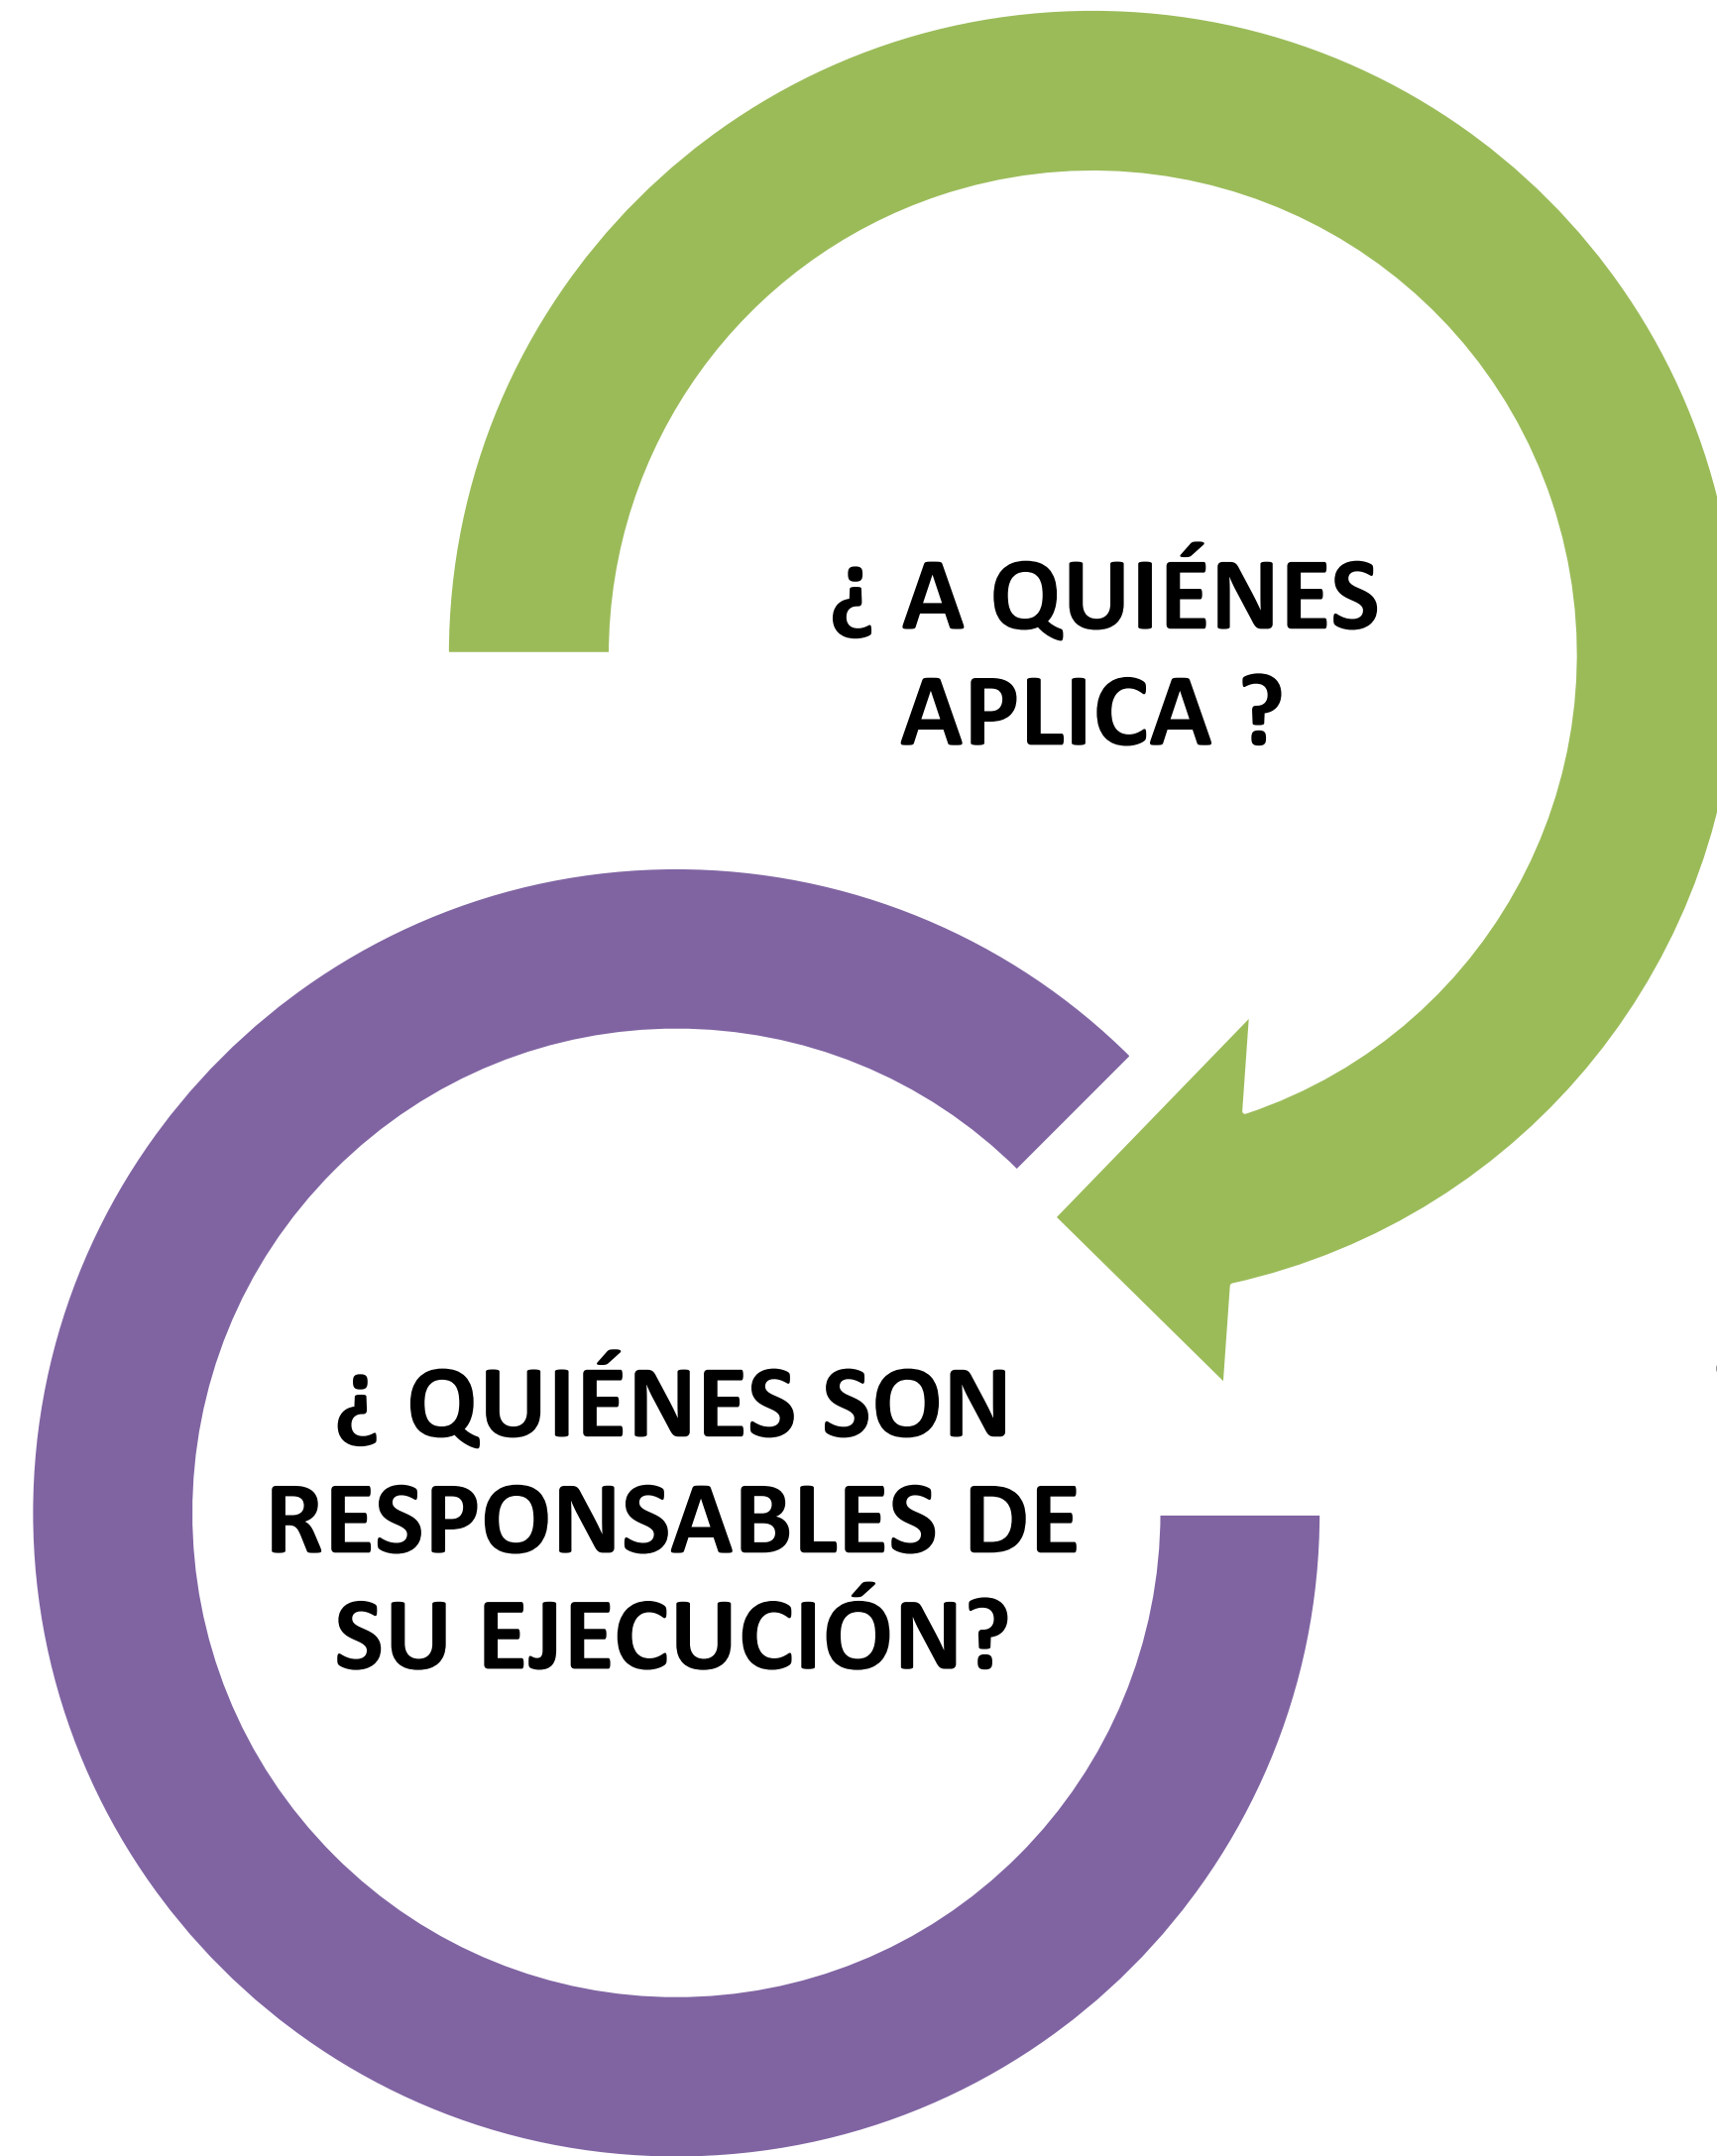 ¿ A QUIÉNES
APLICA ?
¿ QUIÉNES SON
RESPONSABLES DE
SU EJECUCIÓN?